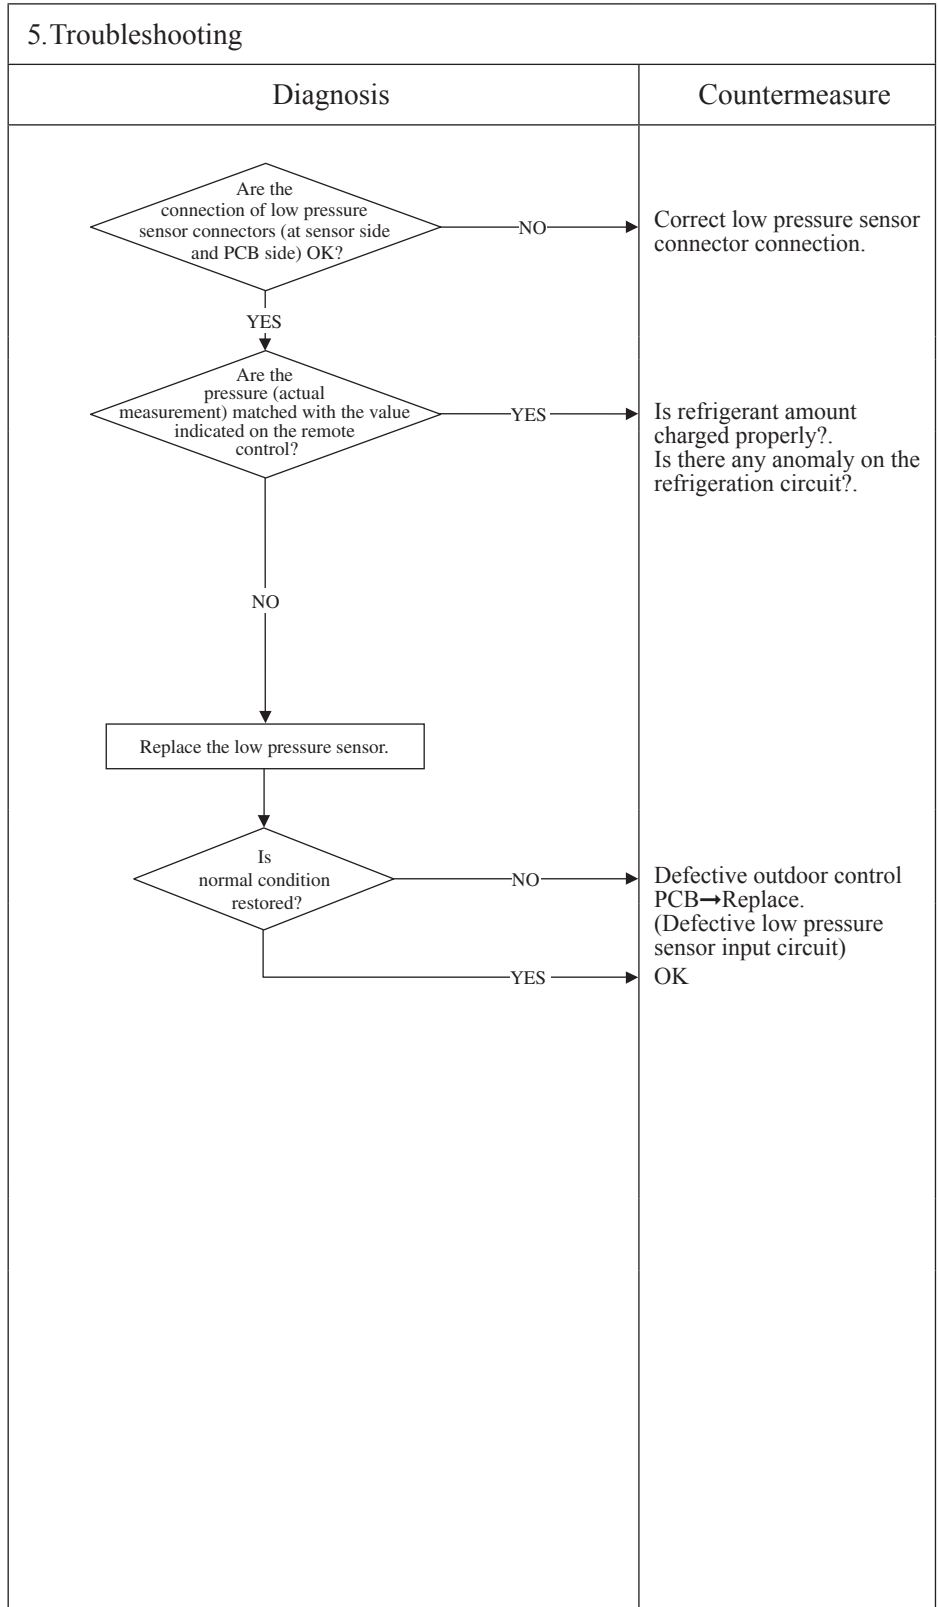 5.Troubleshooting
Diagnosis
Countermeasure
Are the
connection of low pressure
sensor connectors (at sensor side
and PCB side) OK?
NO
Correct low pressure sensor
connector connection.
YES
Are the
pressure (actual
measurement) matched with the value
indicated on the remote
control?
YES
Is refrigerant amount
charged properly?.
Is there any anomaly on the
refrigeration circuit?.
NO
Replace the low pressure sensor.
Is
normal condition
restored?
NO
Defective outdoor control
PCB→Replace.
(Defective low pressure
sensor input circuit)
YES
OK